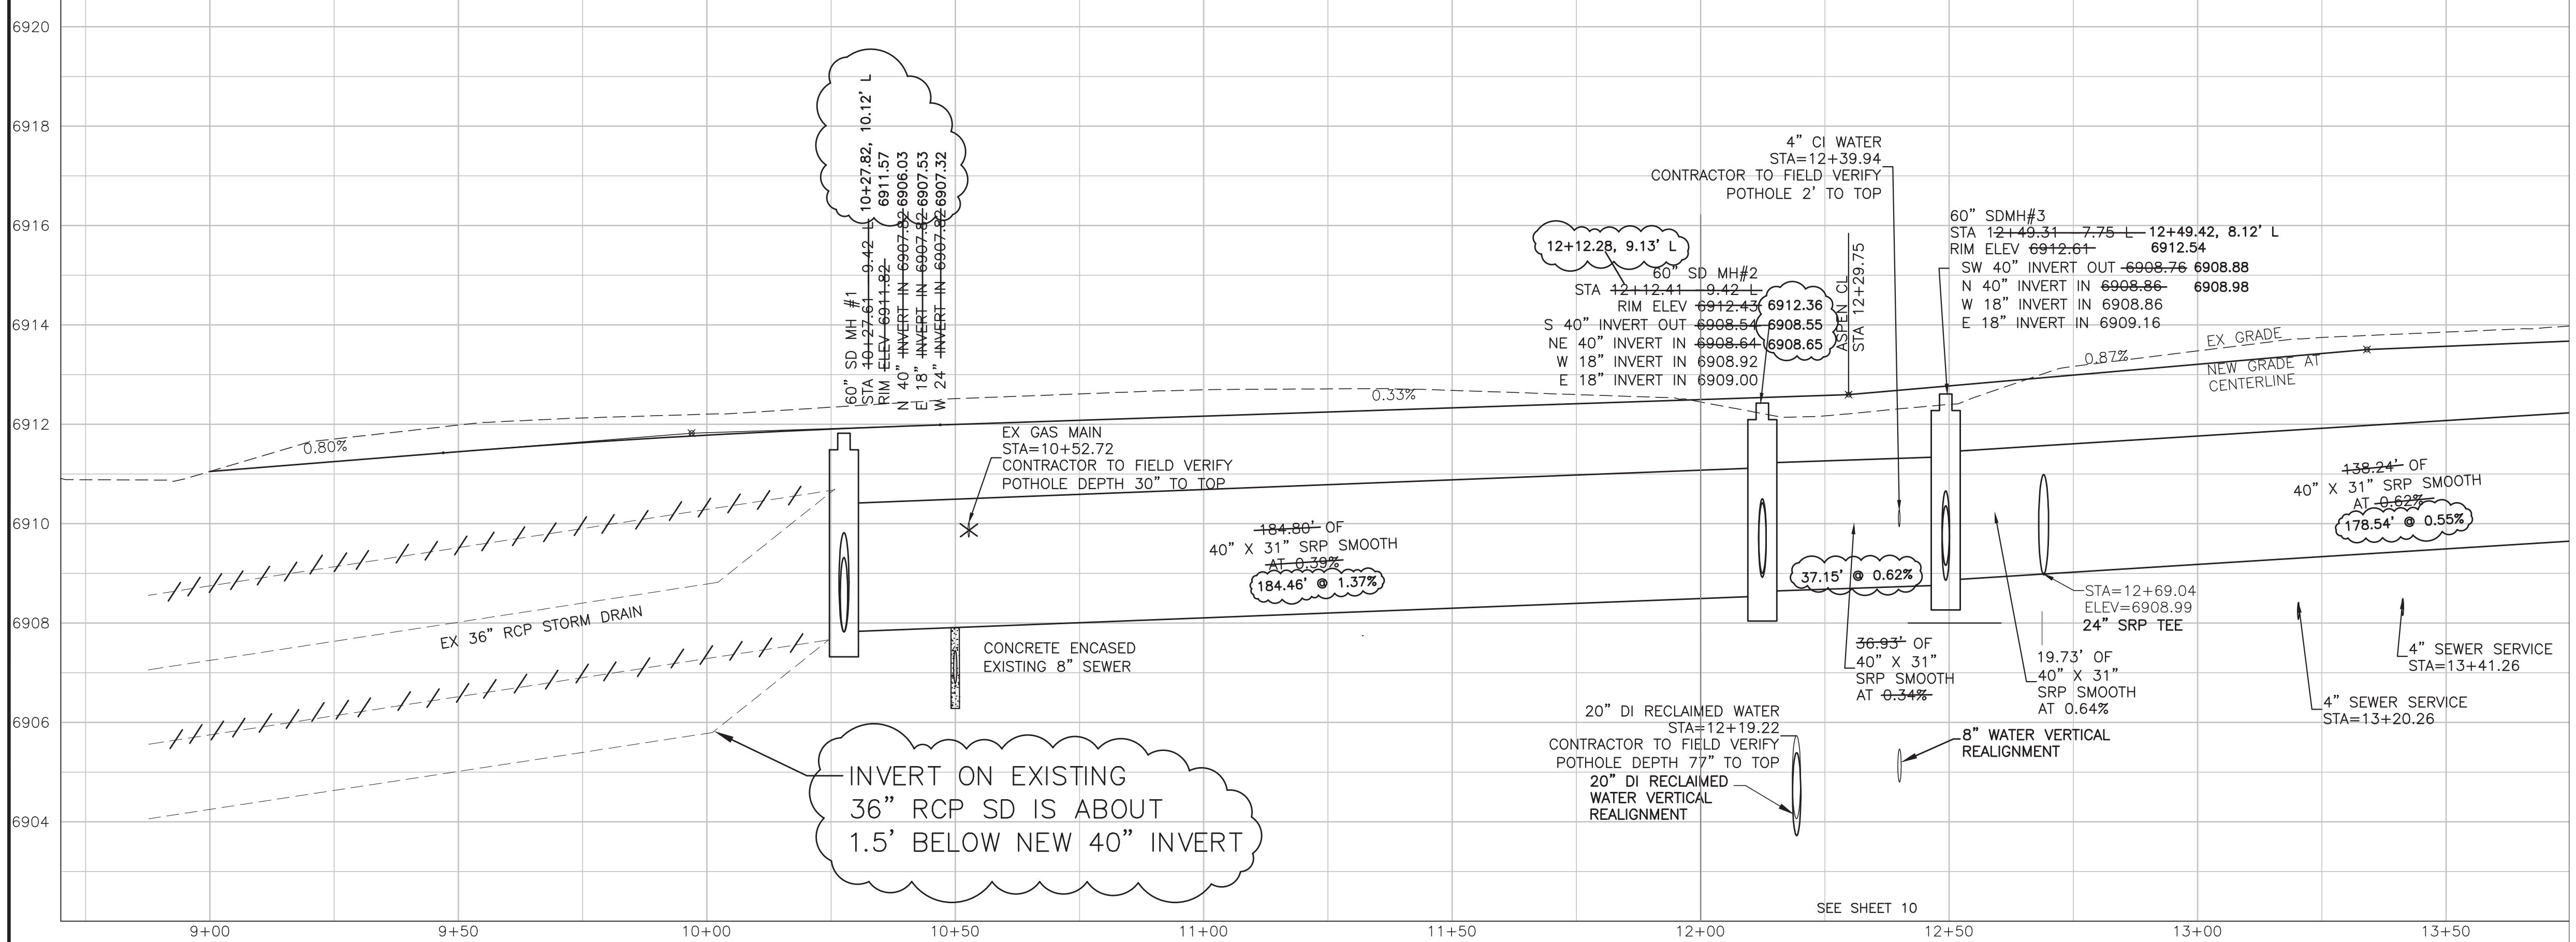 6920
6918
6916
6914
6912
6910
6908
6906
6904
9+00
9+50
10+00
10+50
11+00
11+50
12+00
12+50
13+00
13+50
0.80%
EX 36” RCP STORM DRAIN
60” SD MH #1
STA 10+27.61 9.42 L 10+27.82, 10.12' L
RIM ELEV 6911.82 6911.57
N 40” INVERT IN 6907.82 6906.03
E 18” INVERT IN 6907.82 6907.53
W 24” INVERT IN 6907.82 6907.32
EX GAS MAIN
STA=10+52.72
CONTRACTOR TO FIELD VERIFY
POTHOLE DEPTH 30” TO TOP
CONCRETE ENCASED
EXISTING 8” SEWER
INVERT ON EXISTING
36” RCP SD IS ABOUT
1.5' BELOW NEW 40” INVERT
184.80' OF
40” X 31” SRP SMOOTH
AT 0.39%
184.46' @ 1.37%
0.33%
12+12.28, 9.13' L
60” SD MH#2
STA 12+12.41 9.42 L
RIM ELEV 6912.43 6912.36
S 40” INVERT OUT 6908.54 6908.55
NE 40” INVERT IN 6908.64 6908.65
W 18” INVERT IN 6908.92
E 18” INVERT IN 6909.00
4” CI WATER
STA=12+39.94
CONTRACTOR TO FIELD VERIFY
POTHOLE 2' TO TOP
ASPEN CL
STA 12+29.75
60” SDMH#3
STA 12+49.31 7.75 L 12+49.42, 8.12' L
RIM ELEV 6912.61 6912.54
SW 40” INVERT OUT 6908.76 6908.88
N 40” INVERT IN 6908.86 6908.98
W 18” INVERT IN 6908.86
E 18” INVERT IN 6909.16
0.87%
EX GRADE
NEW GRADE AT
CENTERLINE
37.15' @ 0.62%
36.93' OF
40” X 31”
SRP SMOOTH
AT 0.34%
STA=12+69.04
ELEV=6908.99
24” SRP TEE
19.73' OF
40” X 31”
SRP SMOOTH
AT 0.64%
138.24' OF
40” X 31” SRP SMOOTH
AT 0.62%
178.54' @ 0.55%
4” SEWER SERVICE
STA=13+41.26
4” SEWER SERVICE
STA=13+20.26
20” DI RECLAIMED WATER
STA=12+19.22
CONTRACTOR TO FIELD VERIFY
POTHOLE DEPTH 77” TO TOP
20” DI RECLAIMED
WATER VERTICAL
REALIGNMENT
8” WATER VERTICAL
REALIGNMENT
SEE SHEET 10